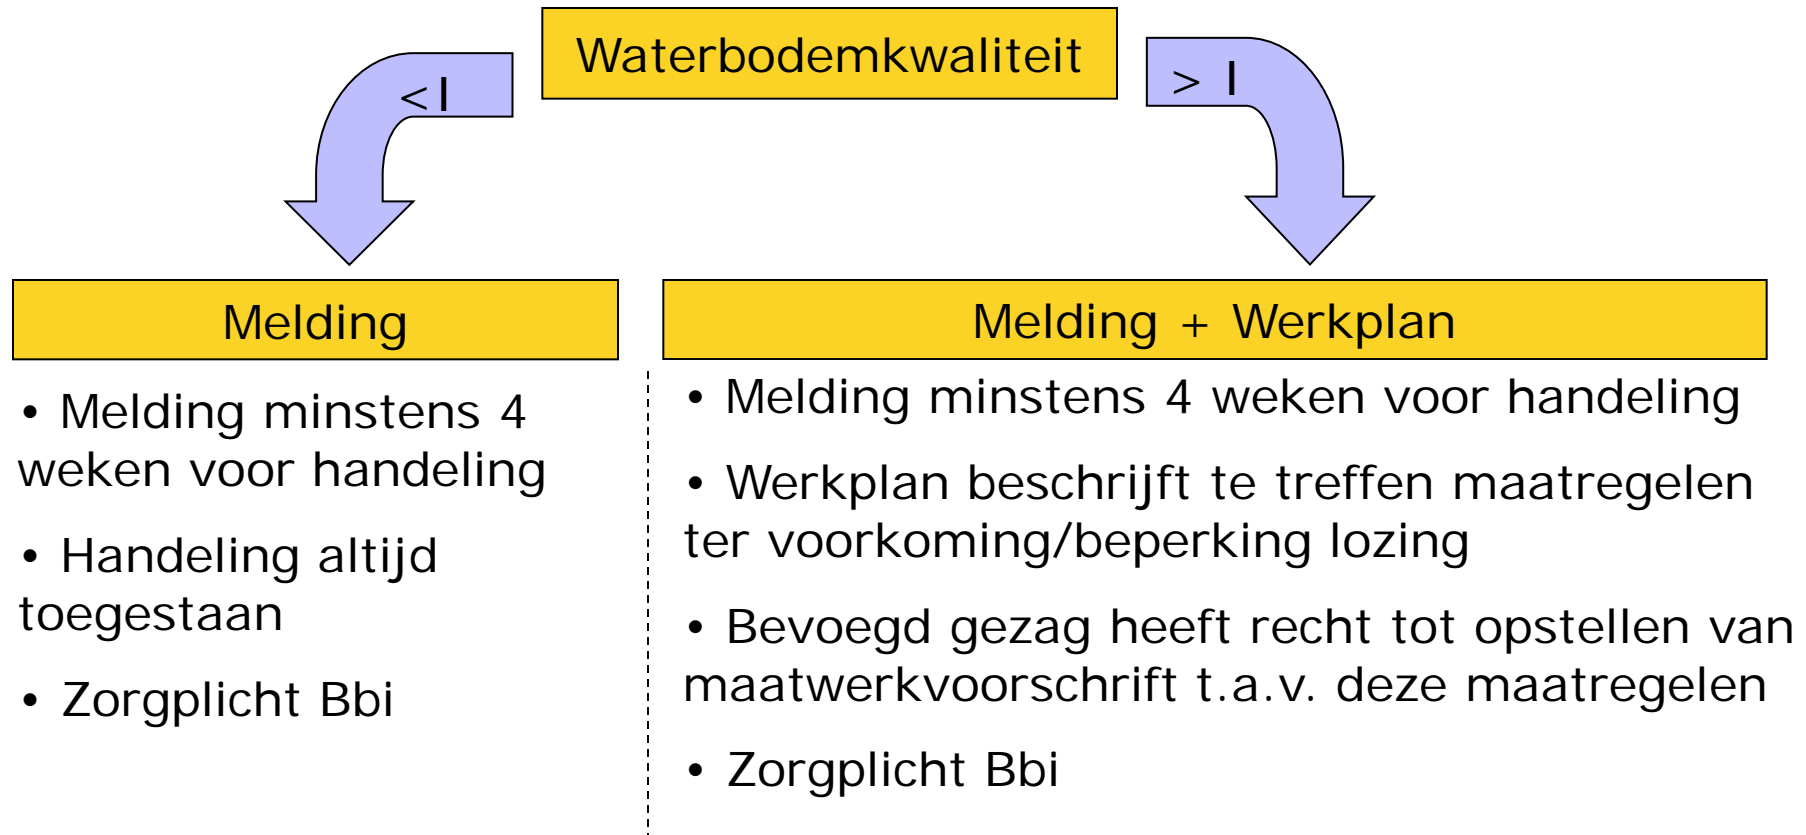 Waterbodemkwaliteit
<I
> I
Melding
• Melding minstens 4
weken voor handeling
• Handeling altijd
toegestaan
• Zorgplicht Bbi
Melding + Werkplan
• Melding minstens 4 weken voor handeling
• Werkplan beschrijft te treffen maatregelen
ter voorkoming/beperking lozing
• Bevoegd gezag heeft recht tot opstellen van
maatwerkvoorschrift t.a.v. deze maatregelen
• Zorgplicht Bbi